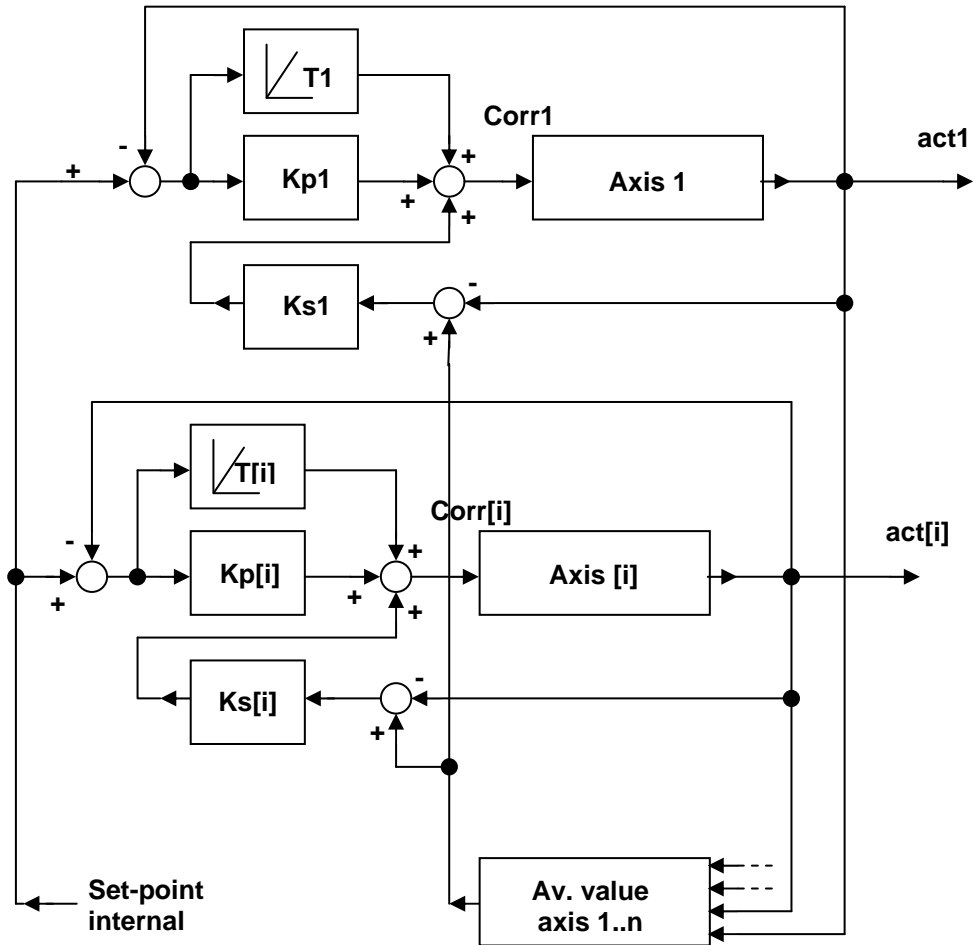 T1
Corr1
act1
-
+
+
Kp1
Axis 1
+
+
-
Ks1
+
T[i]
Corr[i]
act[i]
-
+
Kp[i]
Axis [i]
+
+
+
-
Ks[i]
+
Set-point
internal
Av. value
axis 1..n